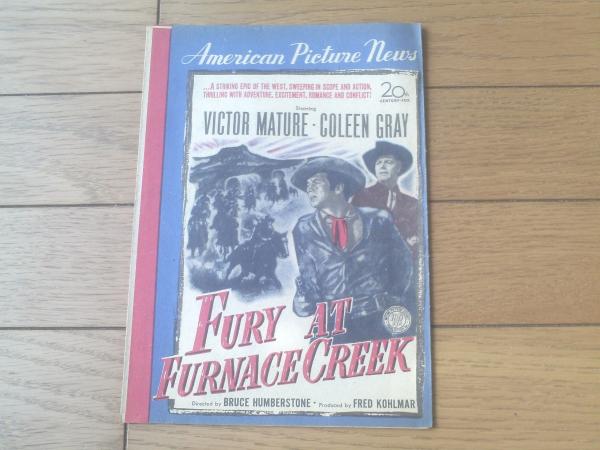 American Picture News
...A STRIKING EPIC OF THE WEST, SWEEPING IN SCOPE AND ACTION,
THRILLING WITH ADVENTURE, EXCITEMENT, ROMANCE AND CONFLICT!
20th
CENTURY-FOX
Starring
VICTOR MATURE · COLEEN GRAY
FURY AT
FURNACE CREEK
Directed by BRUCE HUMBERSTONE · Produced by FRED KOHLMAR